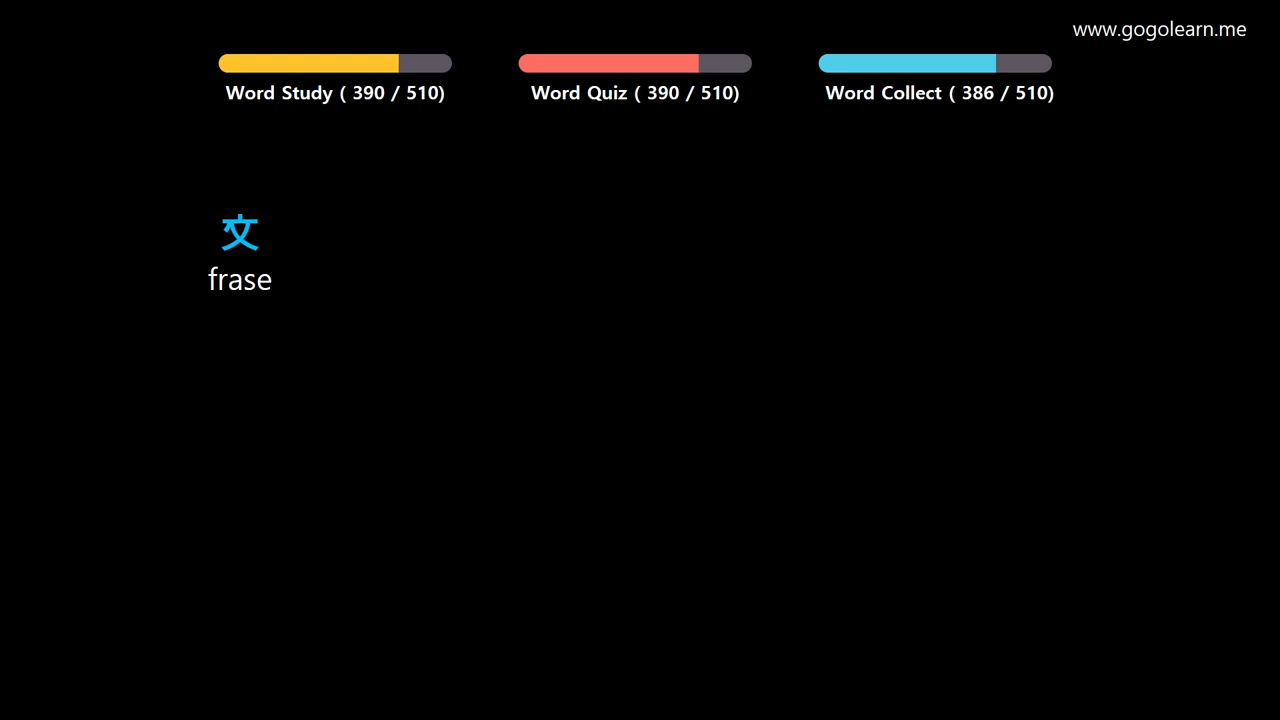 www.gogolearn.me
Word Study ( 390 / 510)
Word Quiz ( 390 / 510)
Word Collect ( 386 / 510)
文
frase